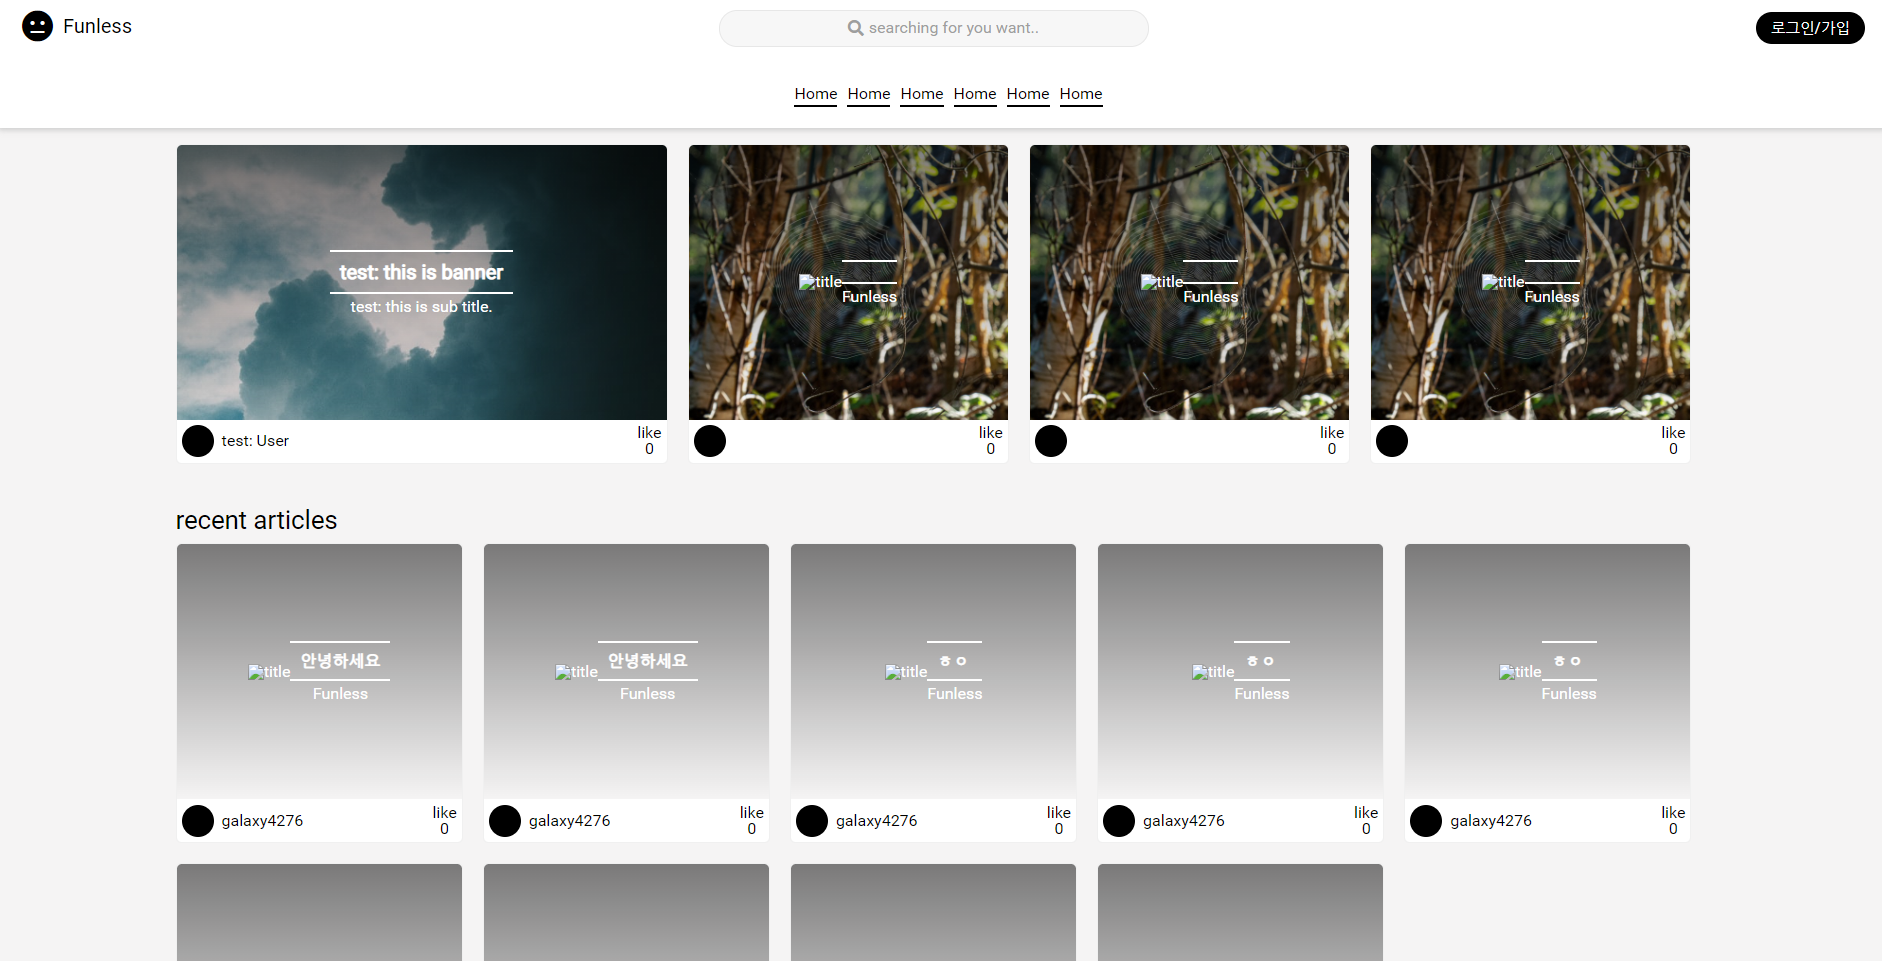 Funless
searching for you want..
로그인/가입
Home Home Home Home Home Home
test: this is banner
test: this is sub title.
title
Funless
title
Funless
title
Funless
test: User
like
0
like
0
like
0
like
0
recent articles
title
안녕하세요
Funless
title
안녕하세요
Funless
title
ㅎㅇ
Funless
title
ㅎㅇ
Funless
title
ㅎㅇ
Funless
galaxy4276
like
0
galaxy4276
like
0
galaxy4276
like
0
galaxy4276
like
0
galaxy4276
like
0